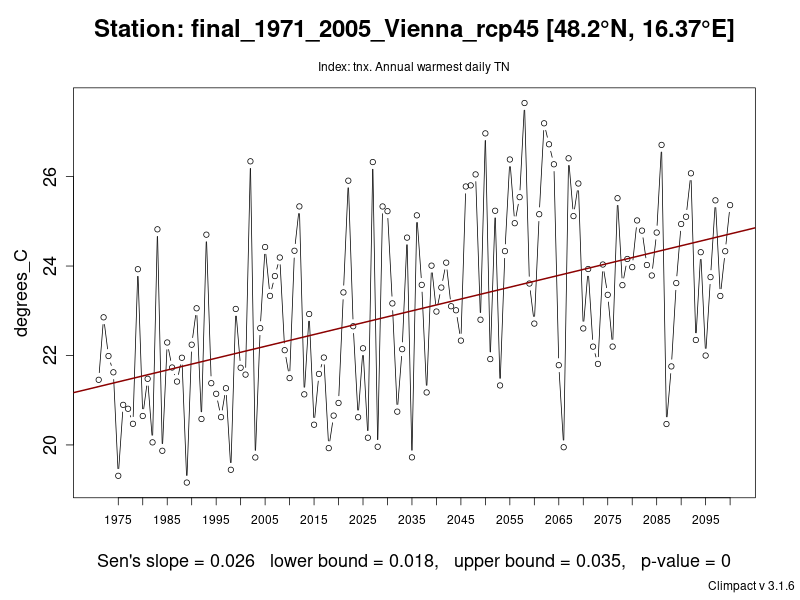 Station: final_1971_2005_Vienna_rcp45 [48.2°N, 16.37°E]
Index: tnx. Annual warmest daily TN
degrees_C
26
24
22
20
1975 1985 1995 2005 2015 2025 2035 2045 2055 2065 2075 2085 2095
Sen's slope = 0.026 lower bound = 0.018, upper bound = 0.035, p-value = 0
Climpact v 3.1.6